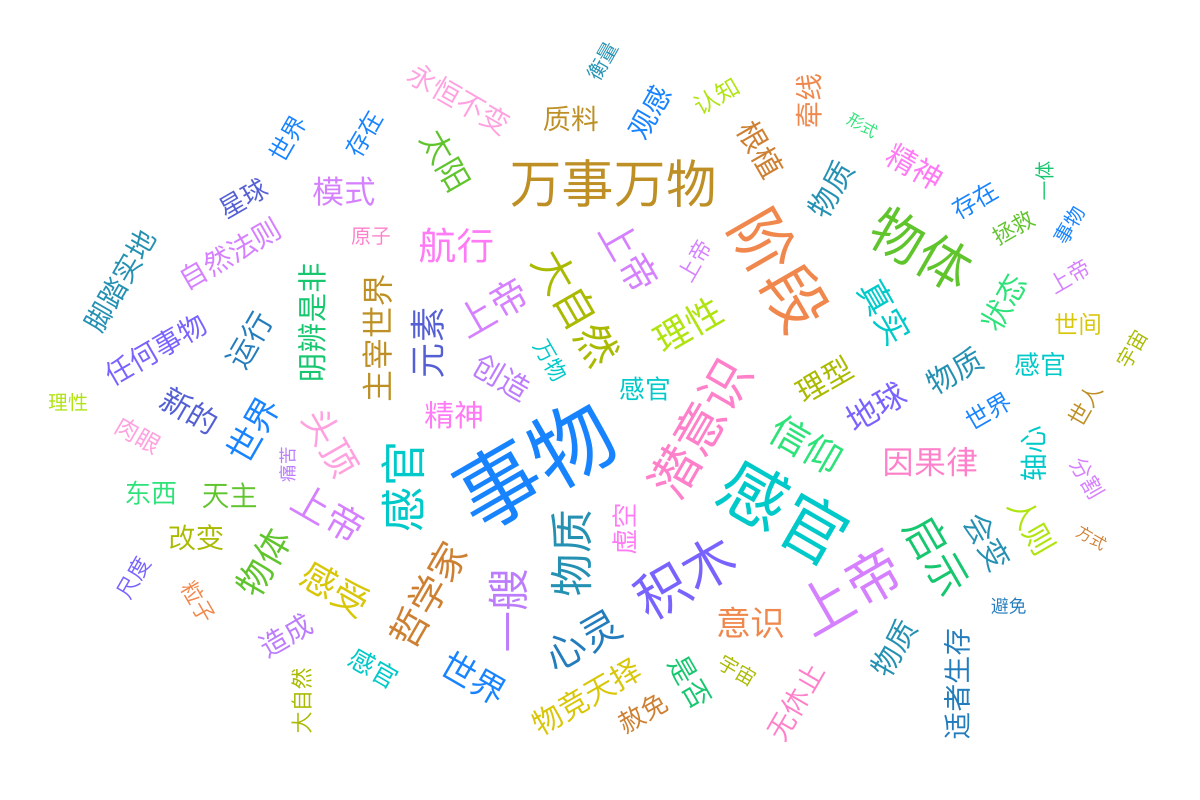 衡量
永恒不变
质料
观感
认知
牵线
世界
存在
太阳
万事万物
根植
形式
精神
物质
一体
星球
模式
存在
拯救
事物
自然法则
原子
航行
上帝
上帝
阶段
物体
上帝
脚踏实地
明辨是非
主宰世界
元素
上帝
大自然
理性
真实
状态
世间
任何事物
运行
创造
万物
感官
理型
地球
物质
感官
宇宙
理性
新的
世界
头顶
精神
潜意识
世界
世人
肉眼
痛苦
感官
事物
信仰
因果律
轴心
分割
东西
天主
上帝
物质
虚空
感官
启示
会变
人则
方式
改变
物体
感受
哲学家
一艘
积木
上帝
避免
尺度
粒子
造成
心灵
意识
物质
适者生存
大自然
感官
世界
物竞天择
赦免
是否
宇宙
无休止